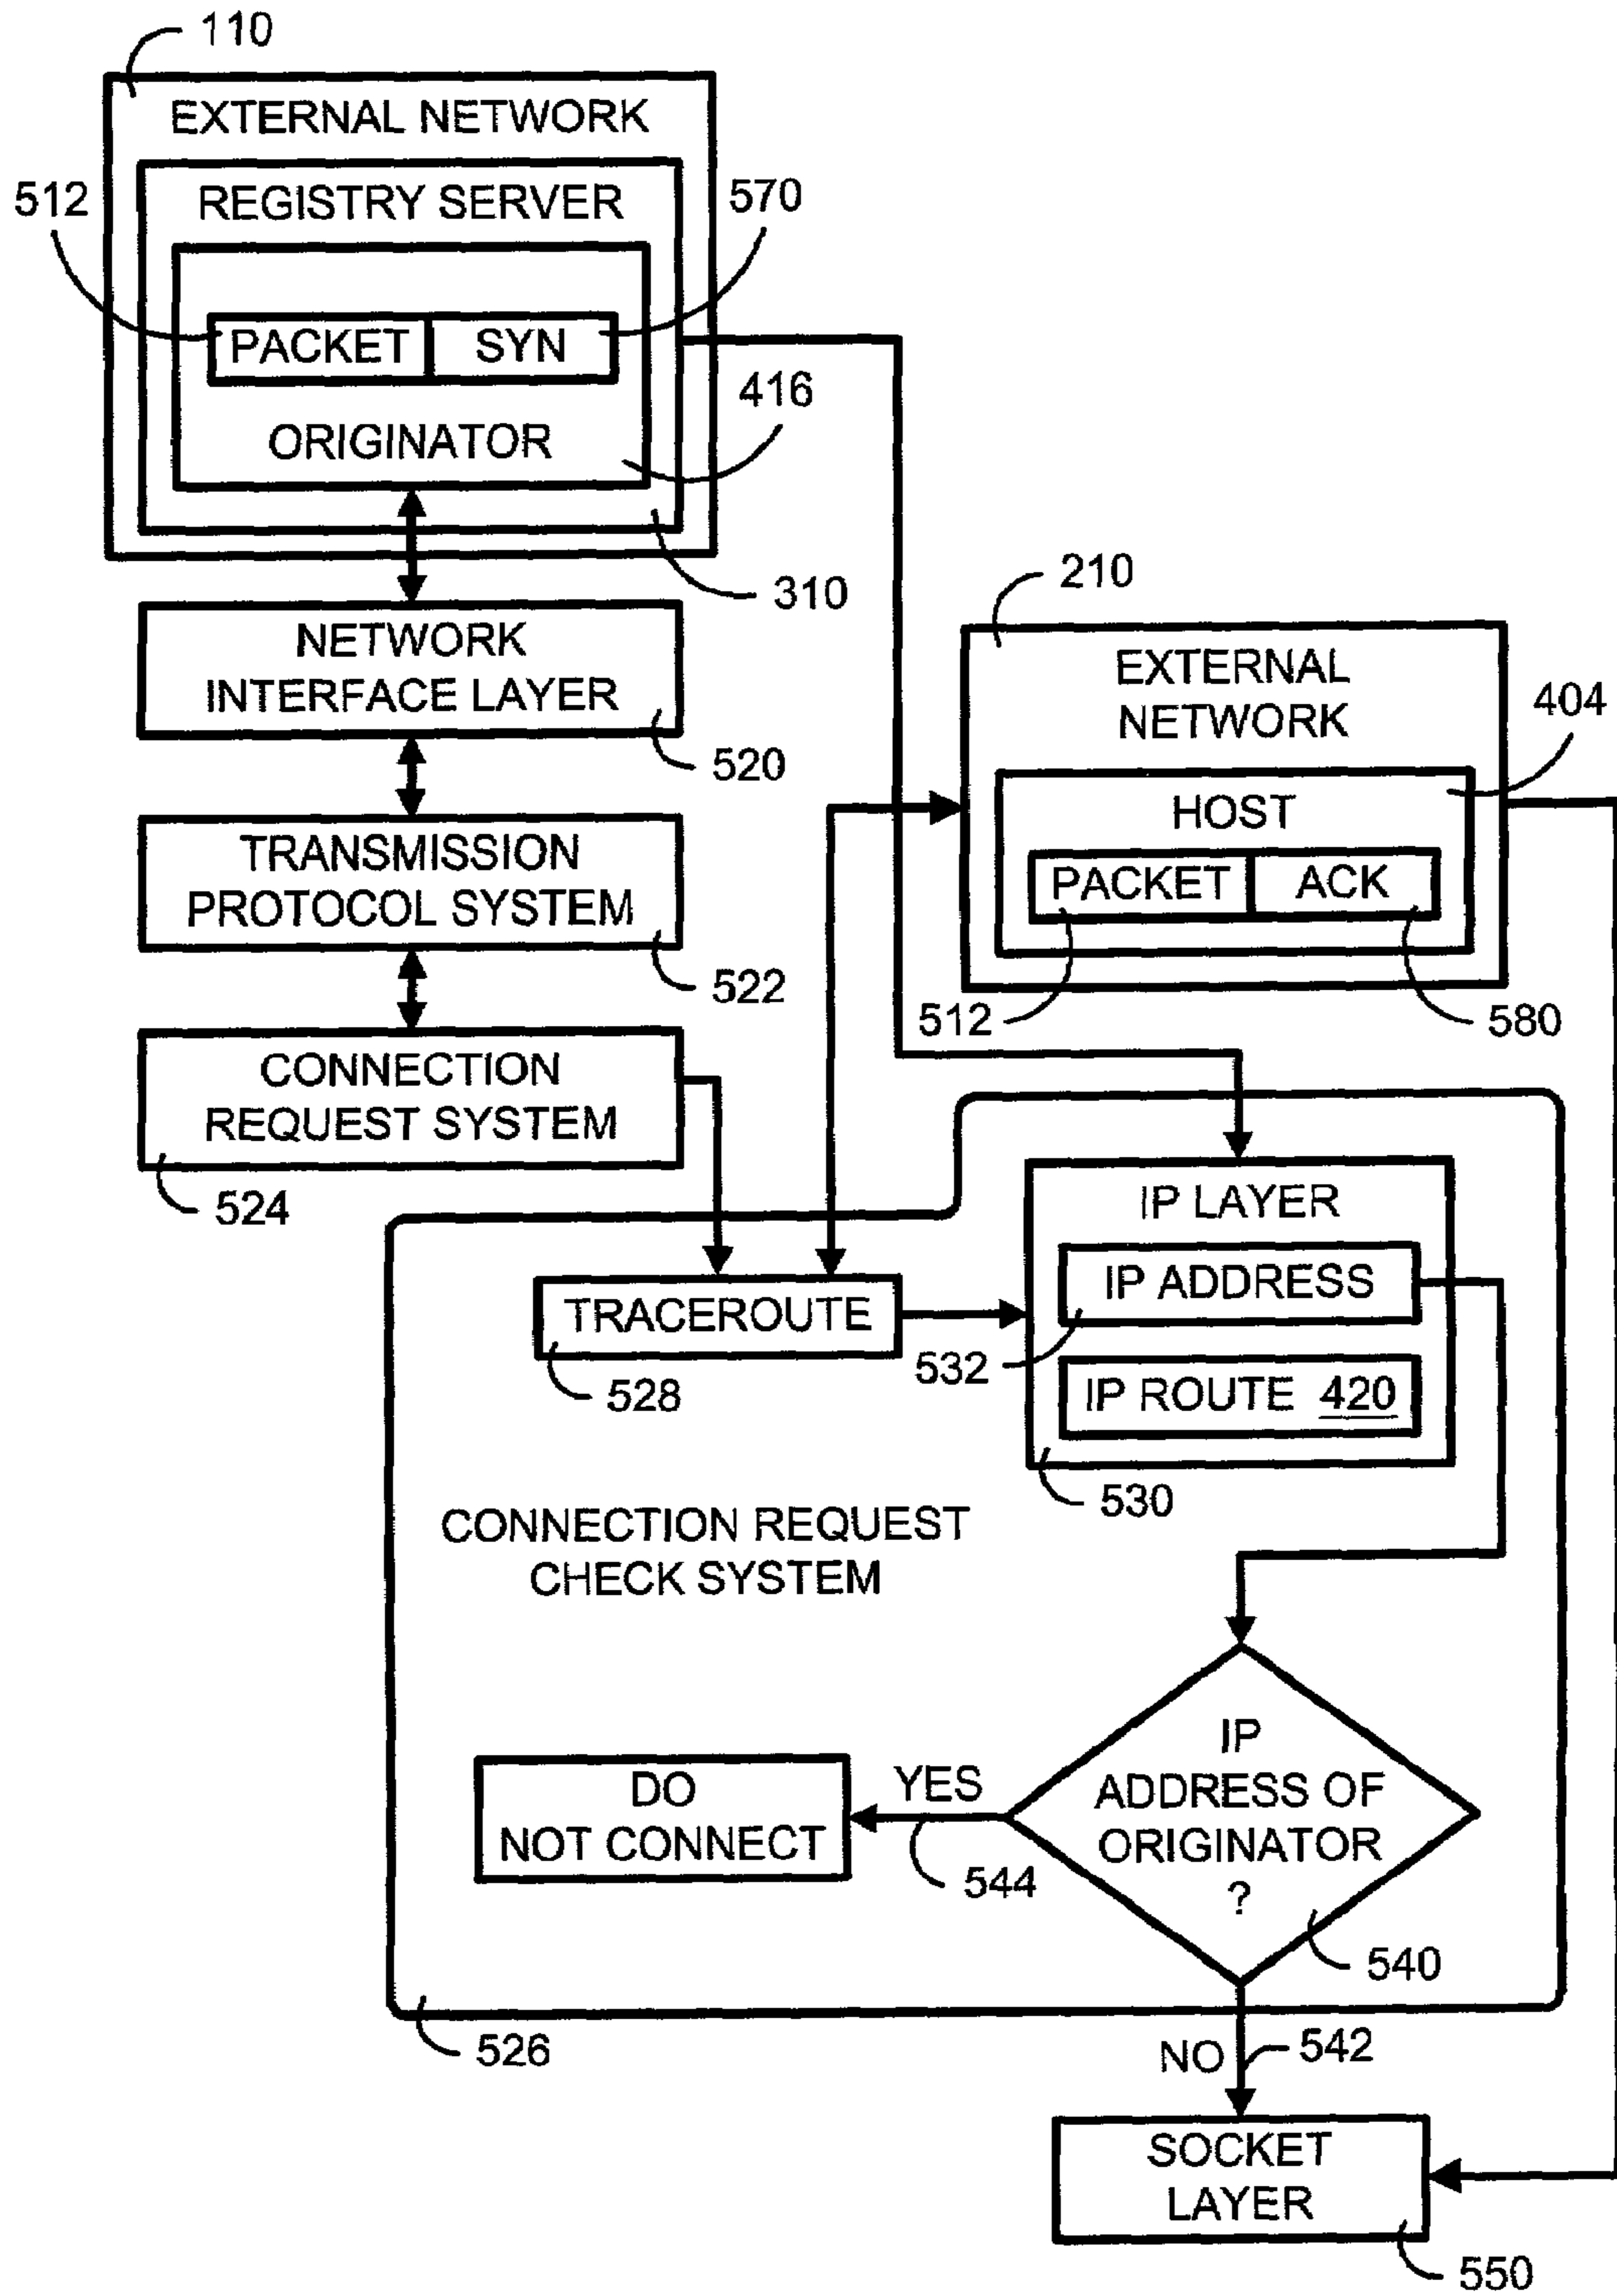 110
EXTERNAL NETWORK
512
REGISTRY SERVER
570
PACKET
SYN
416
ORIGINATOR
310
NETWORK
INTERFACE LAYER
520
210
EXTERNAL
NETWORK
404
HOST
PACKET
ACK
512
580
TRANSMISSION
PROTOCOL SYSTEM
522
CONNECTION
REQUEST SYSTEM
524
IP LAYER
IP ADDRESS
532
IP ROUTE 420
530
TRACEROUTE
528
CONNECTION REQUEST
CHECK SYSTEM
IP
ADDRESS OF
ORIGINATOR
?
540
YES
544
DO
NOT CONNECT
526
NO
542
SOCKET
LAYER
550